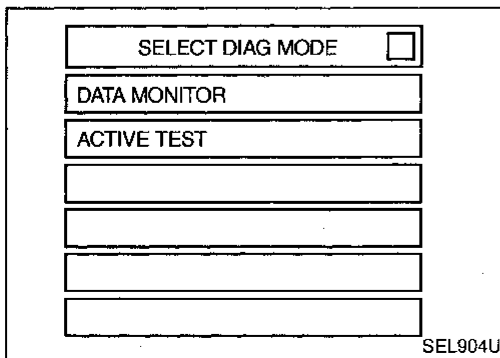 SELECT DIAG MODE
DATA MONITOR
ACTIVE TEST
SEL904U